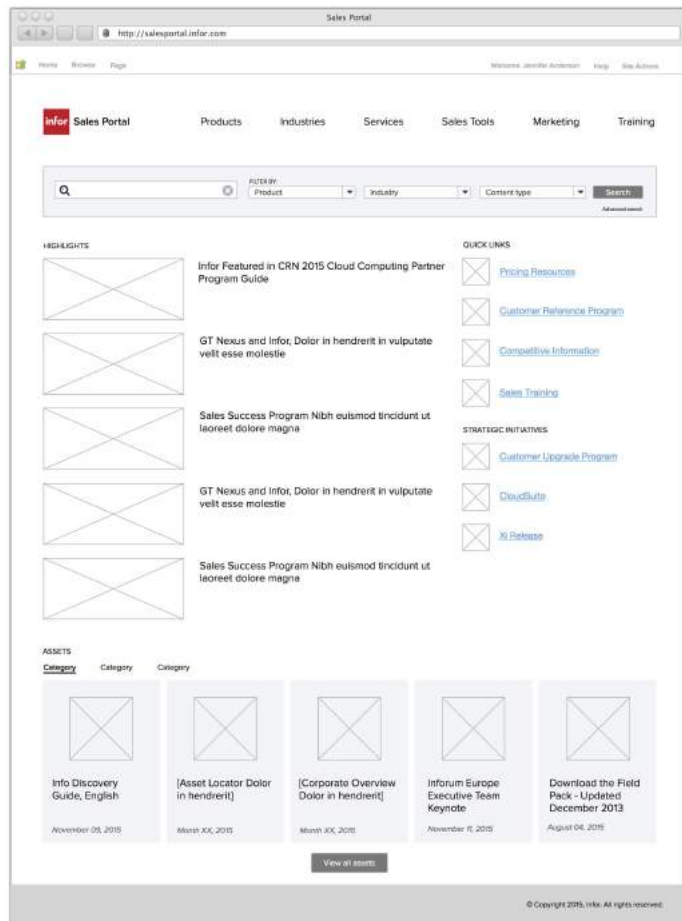 Sales Portal
http://salesportal.infor.com
Home Browse Page Welcome Jennifer Anderson Help Site Actions
infor Sales Portal Products Industries Services Sales Tools Marketing Training
FILTER BY:
Product Industry Content type Search
Advanced search
HIGHLIGHTS
Infor Featured in CRN 2015 Cloud Computing Partner
Program Guide
GT Nexus and Infor, Dolor in hendrerit in vulputate
velit esse molestie
Sales Success Program Nibh euismod tincidunt ut
laoreet dolore magna
GT Nexus and Infor, Dolor in hendrerit in vulputate
velit esse molestie
Sales Success Program Nibh euismod tincidunt ut
laoreet dolore magna
QUICK LINKS
Pricing Resources
Customer Reference Program
Competitive Information
Sales Training
STRATEGIC INITIATIVES
Customer Upgrade Program
CloudSuite
Xi Release
ASSETS
Category Category Category
Info Discovery
Guide, English
November 09, 2015
[Asset Locator Dolor
in hendrerit]
Month XX, 2015
[Corporate Overview
Dolor in hendrerit]
Month XX, 2015
Inforum Europe
Executive Team
Keynote
November 11, 2015
Download the Field
Pack - Updated
December 2013
August 04, 2015
View all assets
© Copyright 2015, Infor. All rights reserved.